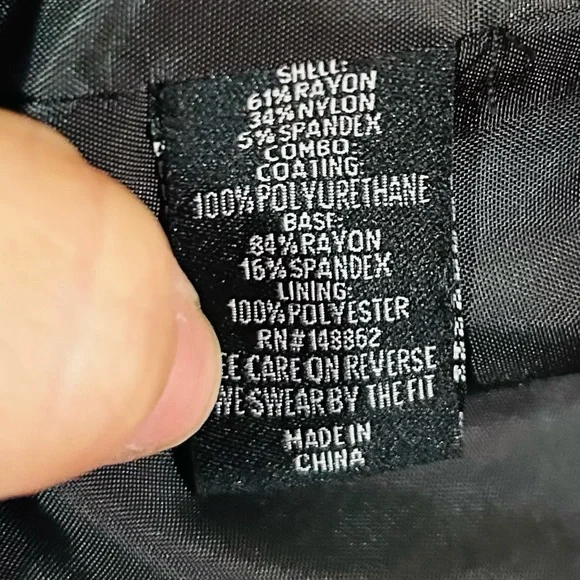 SHELL:
61% RAYON
34% NYLON
5% SPANDEX
COMBO:
COATING:
100% POLYURETHANE
BASE:
84% RAYON
16% SPANDEX
LINING:
100% POLYESTER
RN# 148862
EE CARE ON REVERSE
WE SWEAR BY THE FIT
MADE IN
CHINA